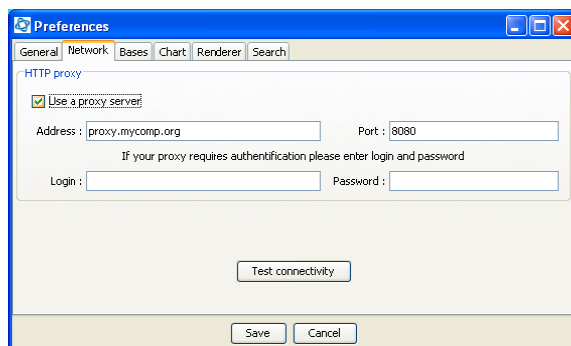 Preferences
General Network Bases Chart Renderer Search
HTTP proxy
Use a proxy server
Address : proxy.mycomp.org Port : 8080
If your proxy requires authentification please enter login and password
Login : Password :
Test connectivity
Save Cancel